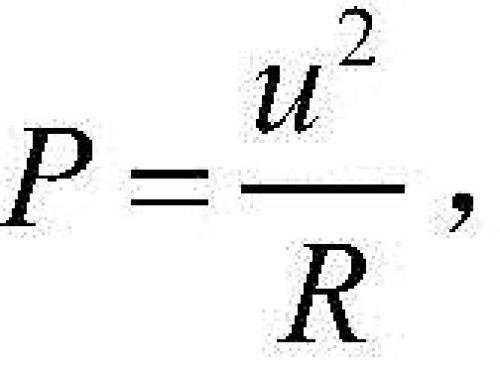 P = u² / R ,